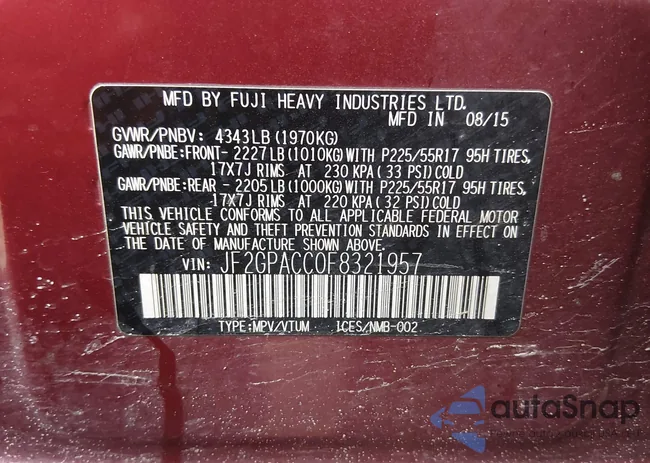 MFD BY FUJI HEAVY INDUSTRIES LTD.
MFD IN 08/15
GVWR/PNBV: 4343LB(1970KG)
GAWR/PNBE:FRONT- 2227LB(1010KG)WITH P225/55R17 95H TIRES,
17X7J RIMS AT 230 KPA(33 PSI)COLD
GAWR/PNBE:REAR - 2205LB(1000KG)WITH P225/55R17 95H TIRES,
17X7J RIMS AT 220 KPA(32 PSI)COLD
THIS VEHICLE CONFORMS TO ALL APPLICABLE FEDERAL MOTOR
VEHICLE SAFETY AND THEFT PREVENTION STANDARDS IN EFFECT
ON THE DATE OF MANUFACTURE SHOWN ABOVE.
VIN: JF2GPACC0F8321957
TYPE:MPV/VTUM ICES/NMB-002
autoSnap